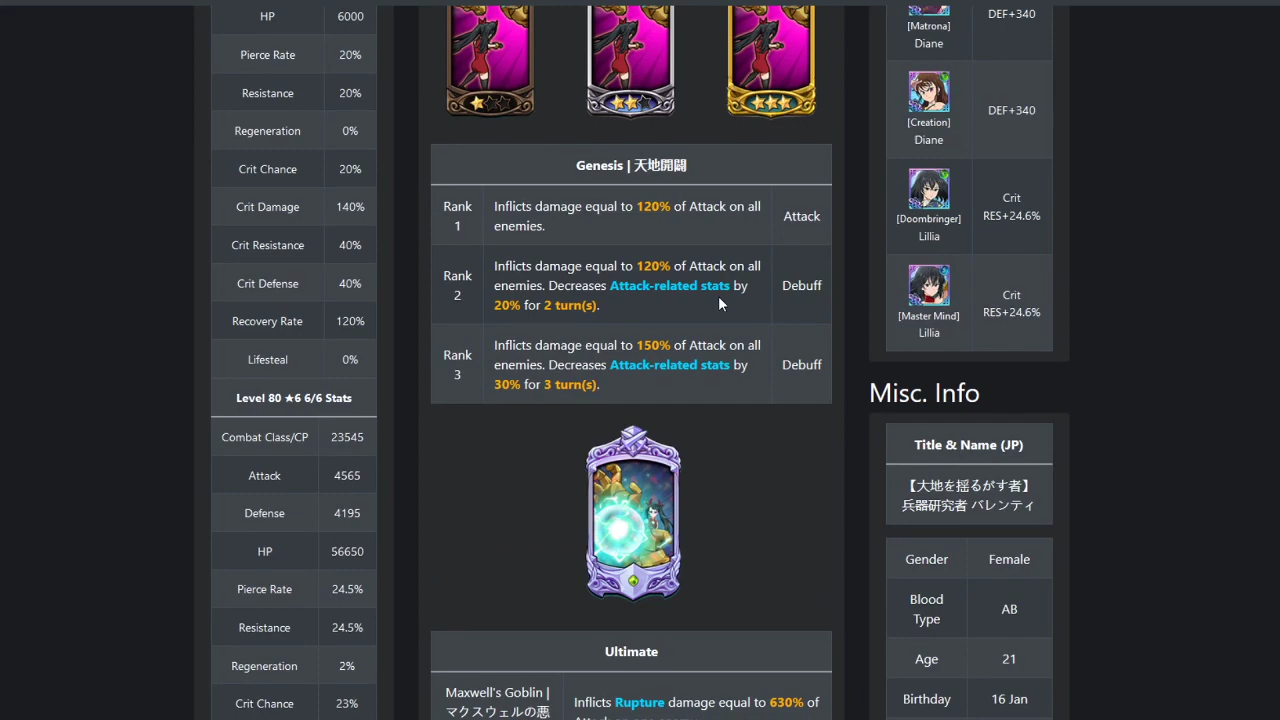 HP 6000
Pierce Rate 20%
Resistance 20%
Regeneration 0%
Crit Chance 20%
Crit Damage 140%
Crit Resistance 40%
Crit Defense 40%
Recovery Rate 120%
Lifesteal 0%
Level 80 ★6 6/6 Stats
Combat Class/CP 23545
Attack 4565
Defense 4195
HP 56650
Pierce Rate 24.5%
Resistance 24.5%
Regeneration 2%
Crit Chance 23%
Genesis | 天地開闢
Rank
1
Inflicts damage equal to 120% of Attack on all
enemies.
Attack
Rank
2
Inflicts damage equal to 120% of Attack on all
enemies. Decreases Attack-related stats by
20% for 2 turn(s).
Debuff
Rank
3
Inflicts damage equal to 150% of Attack on all
enemies. Decreases Attack-related stats by
30% for 3 turn(s).
Debuff
Ultimate
Maxwell's Goblin |
マクスウェルの悪
Inflicts Rupture damage equal to 630% of
[Matrona]
Diane
DEF+340
[Creation]
Diane
DEF+340
[Doombringer]
Lillia
Crit
RES+24.6%
[Master Mind]
Lillia
Crit
RES+24.6%
Misc. Info
Title & Name (JP)
【大地を揺るがす者】
兵器研究者 バレンティ
Gender Female
Blood
Type
AB
Age 21
Birthday 16 Jan